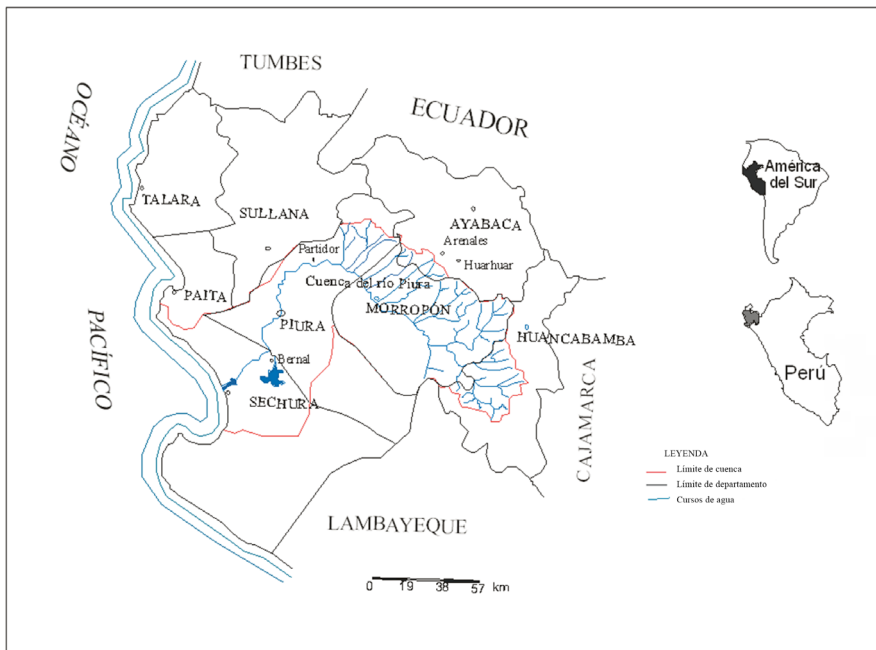 TUMBES
ECUADOR
OCÉANO
PACÍFICO
TALARA
SULLANA
AYABACA
Arenales
Partidor
Huarhuar
Cuenca del río Piura
PAITA
MORROPÓN
PIURA
HUANCABAMBA
Bernal
SECHURA
CAJAMARCA
LAMBAYEQUE
América
del Sur
Perú
LEYENDA
Límite de cuenca
Límite de departamento
Cursos de agua
0 19 38 57 km